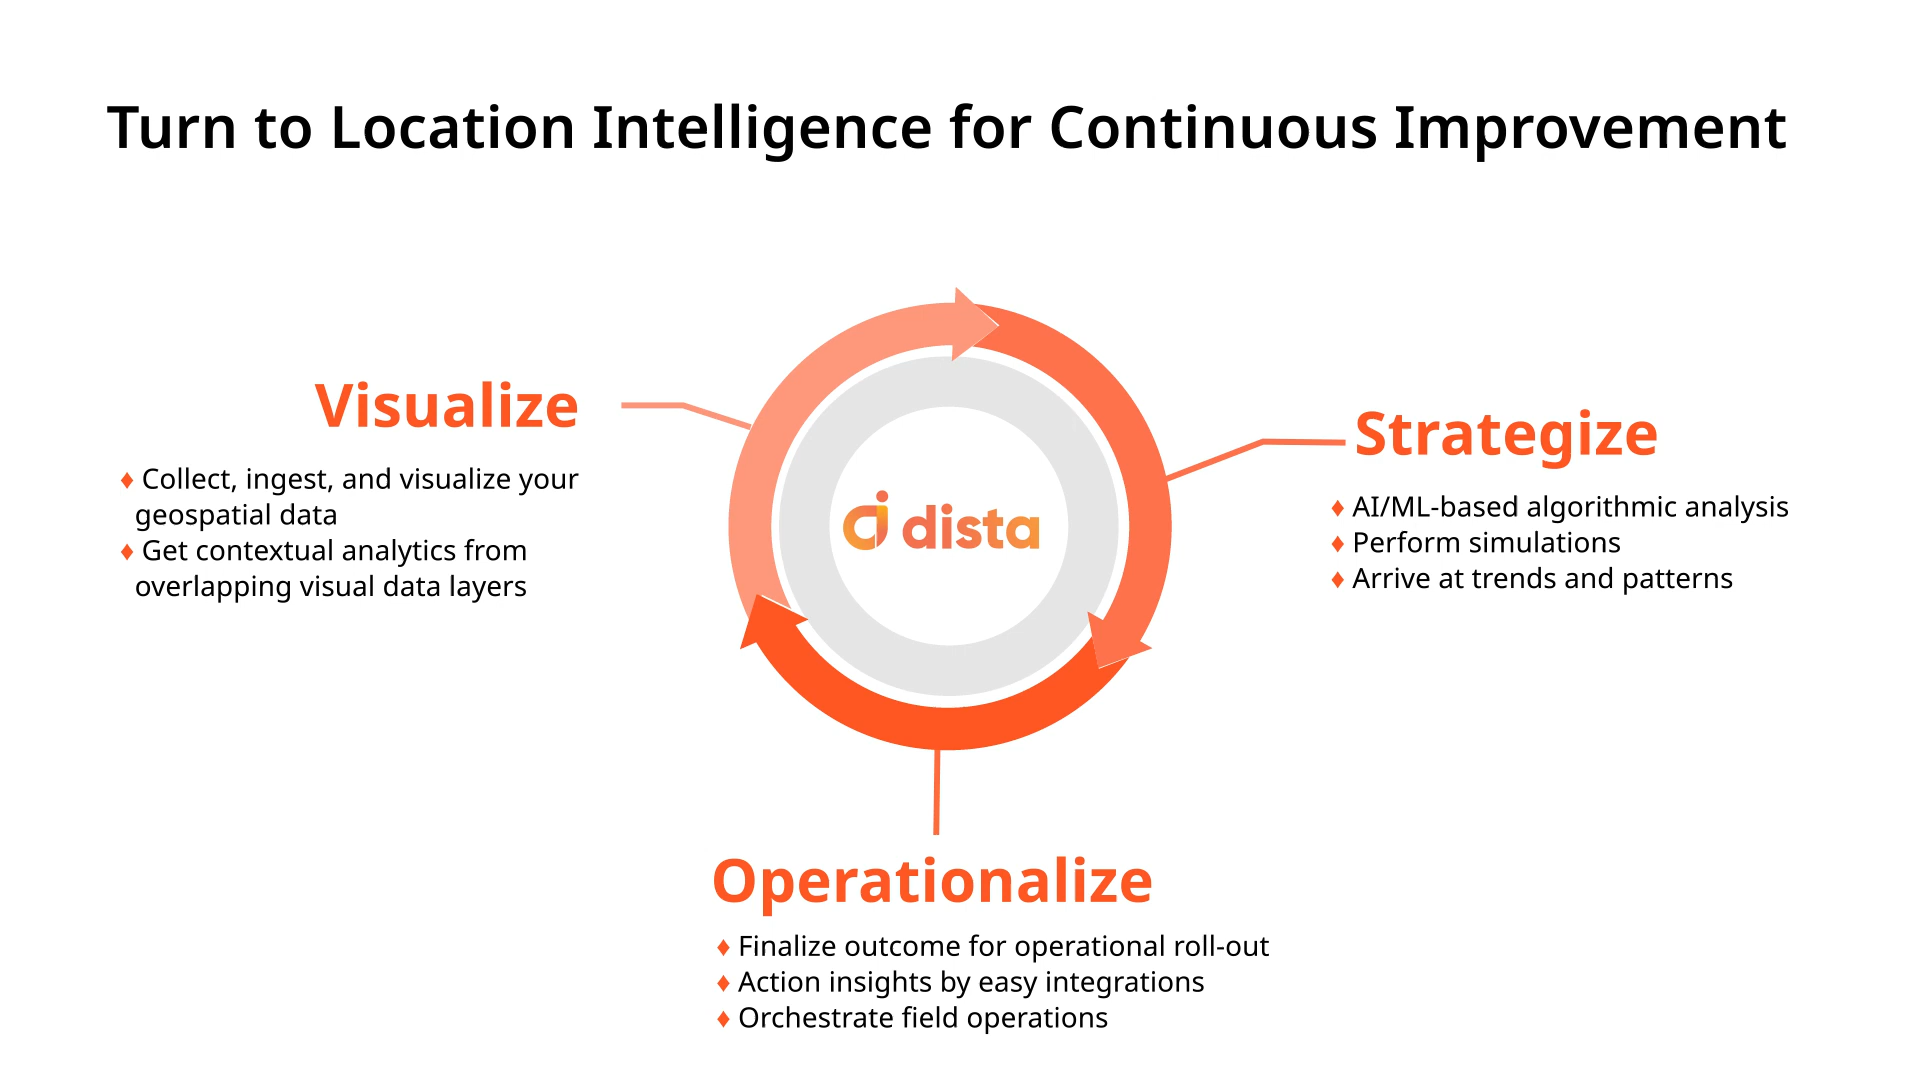 Turn to Location Intelligence for Continuous Improvement
Visualize
♦ Collect, ingest, and visualize your
geospatial data
♦ Get contextual analytics from
overlapping visual data layers
dista
Strategize
♦ AI/ML-based algorithmic analysis
♦ Perform simulations
♦ Arrive at trends and patterns
Operationalize
♦ Finalize outcome for operational roll-out
♦ Action insights by easy integrations
♦ Orchestrate field operations